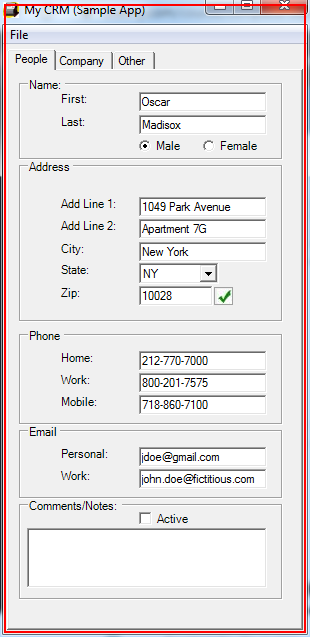 My CRM (Sample App)
File
People Company Other
Name:
First: Oscar
Last: Madisox
Male Female
Address
Add Line 1: 1049 Park Avenue
Add Line 2: Apartment 7G
City: New York
State: NY
Zip: 10028
Phone
Home: 212-770-7000
Work: 800-201-7575
Mobile: 718-860-7100
Email
Personal: jdoe@gmail.com
Work: john.doe@fictitious.com
Comments/Notes:
Active